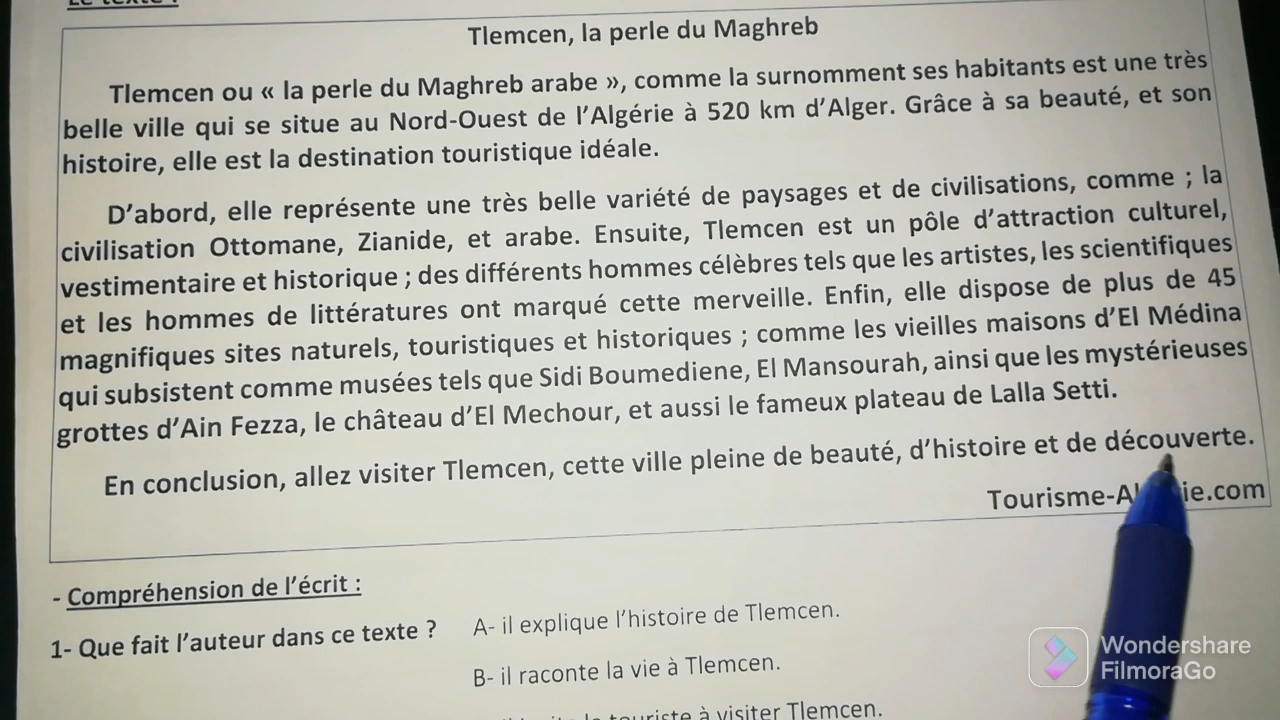 Tlemcen, la perle du Maghreb
Tlemcen ou « la perle du Maghreb arabe », comme la surnomment ses habitants est une très
belle ville qui se situe au Nord-Ouest de l'Algérie à 520 km d'Alger. Grâce à sa beauté, et son
histoire, elle est la destination touristique idéale.
D'abord, elle représente une très belle variété de paysages et de civilisations, comme ; la
civilisation Ottomane, Zianide, et arabe. Ensuite, Tlemcen est un pôle d'attraction culturel,
vestimentaire et historique ; des différents hommes célèbres tels que les artistes, les scientifiques
et les hommes de littératures ont marqué cette merveille. Enfin, elle dispose de plus de 45
magnifiques sites naturels, touristiques et historiques ; comme les vieilles maisons d'El Médina
qui subsistent comme musées tels que Sidi Boumediene, El Mansourah, ainsi que les mystérieuses
grottes d'Ain Fezza, le château d'El Mechour, et aussi le fameux plateau de Lalla Setti.
En conclusion, allez visiter Tlemcen, cette ville pleine de beauté, d'histoire et de découverte.
- Compréhension de l'écrit :
1- Que fait l'auteur dans ce texte ? A- il explique l'histoire de Tlemcen.
B- il raconte la vie à Tlemcen.
à visiter Tlemcen.
Wondershare
FilmoraGo